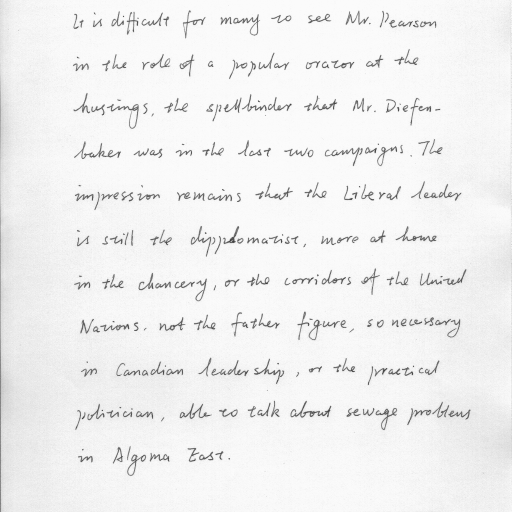 It is difficult for many to see Mr. Pearson
in the role of a popular orator at the
hustings, the spellbinder that Mr. Diefen-
baker was in the last two campaigns. The
impression remains that the Liberal leader
is still the dippdomatist, more at home
in the chancery, or the corridors of the United
Nations. not the father figure, so necessary
in Canadian leadership, or the practical
politician, able to talk about sewage problems
in Algoma East.